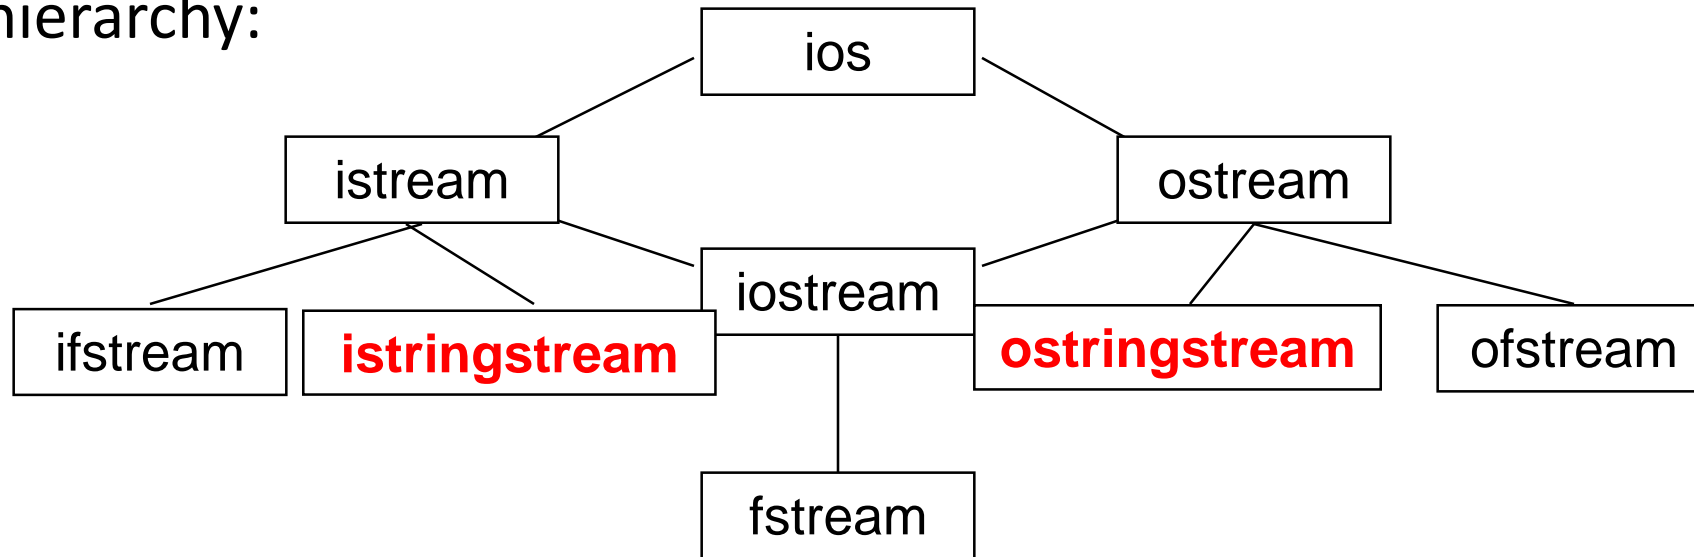 hierarchy:
ios
istream
ostream
iostream
ifstream
istringstream
ostringstream
ofstream
fstream